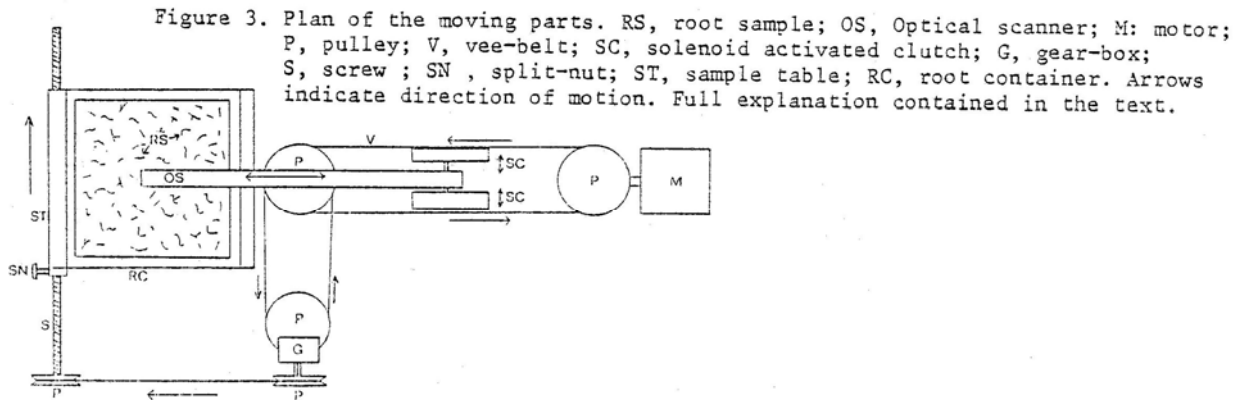 Figure 3. Plan of the moving parts. RS, root sample; OS, Optical scanner; M: motor;
P, pulley; V, vee-belt; SC, solenoid activated clutch; G, gear-box;
S, screw ; SN , split-nut; ST, sample table; RC, root container. Arrows
indicate direction of motion. Full explanation contained in the text.
RS
V
P
SC
OS
P
M
SC
ST
SN
RC
S
P
G
P
P